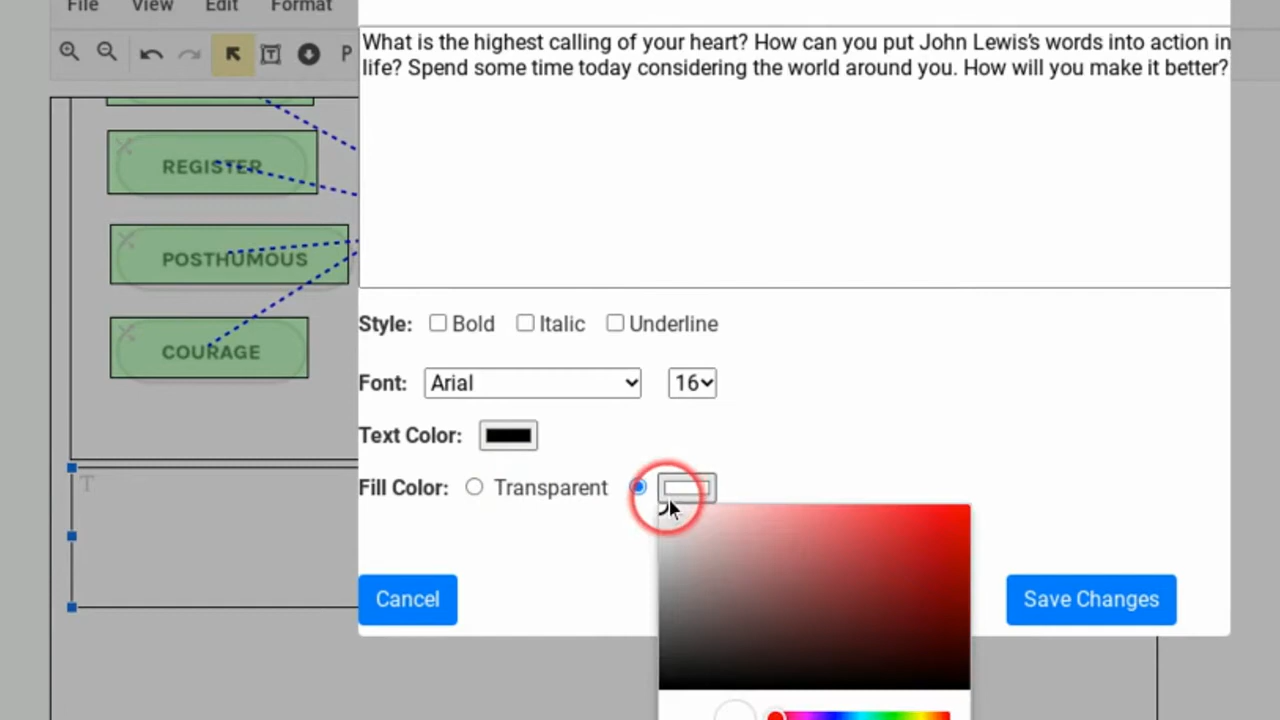 File View Edit Format
P
What is the highest calling of your heart? How can you put John Lewis's words into action in
life? Spend some time today considering the world around you. How will you make it better?
REGISTER
POSTHUMOUS
COURAGE
Style: Bold Italic Underline
Font: Arial 16
Text Color:
T
Fill Color: Transparent
Cancel Save Changes